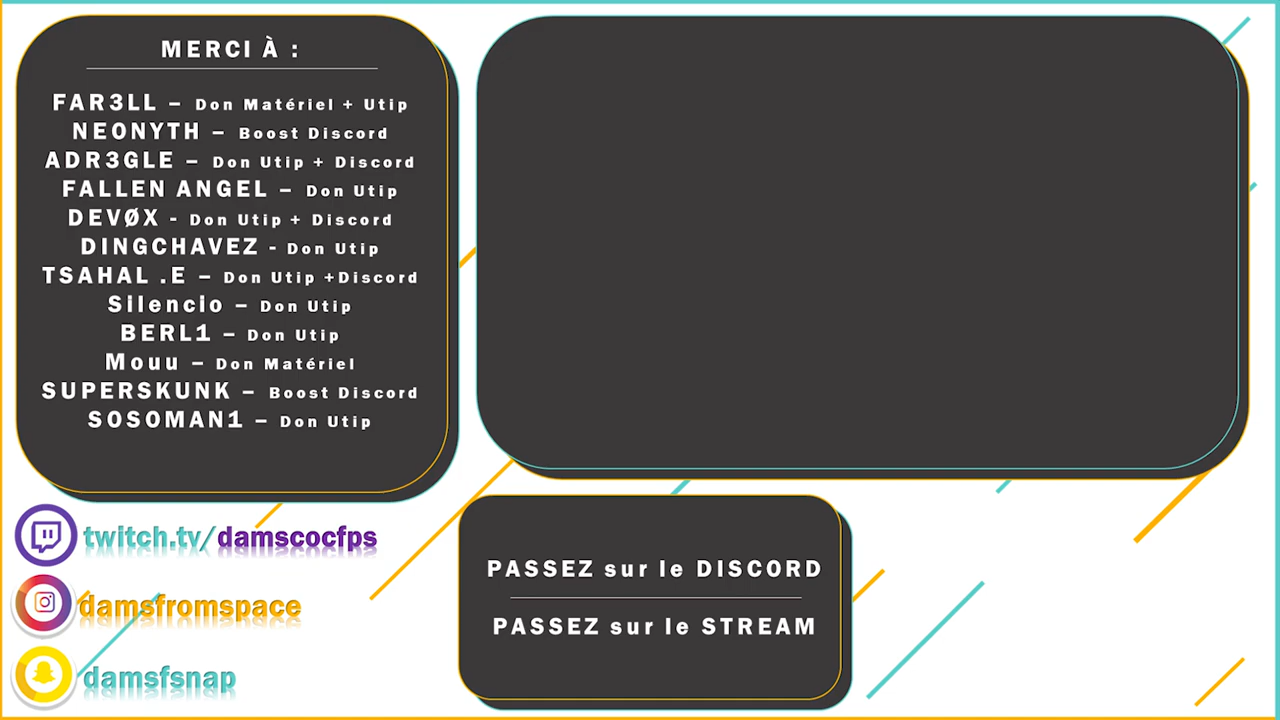 MERCI À :
FAR3LL – Don Matériel + Utip
NEONYTH – Boost Discord
ADR3GLE – Don Utip + Discord
FALLEN ANGEL – Don Utip
DEVØX - Don Utip + Discord
DINGCHAVEZ - Don Utip
TSAHAL .E – Don Utip +Discord
Silencio – Don Utip
BERL1 – Don Utip
Mouu – Don Matériel
SUPERSKUNK – Boost Discord
SOSOMAN1 – Don Utip
twitch.tv/damscocfps
damsfromspace
damsfsnap
PASSEZ sur le DISCORD
PASSEZ sur le STREAM